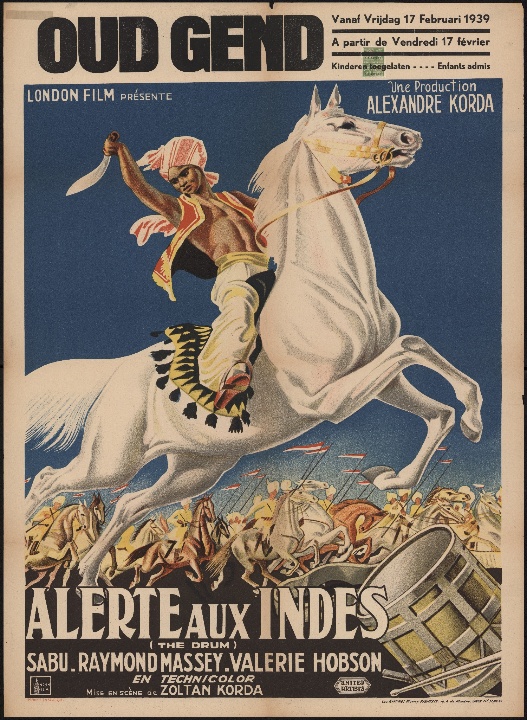 OUD GEND
Vanaf Vrijdag 17 Februari 1939
A partir de Vendredi 17 février
Kinderen toegelaten - - - - Enfants admis
LONDON FILM PRÉSENTE
Une Production
ALEXANDRE KORDA
ALERTE AUX INDES
(THE DRUM)
SABU. RAYMOND MASSEY. VALERIE HOBSON
EN TECHNICOLOR
MISE EN SCÈNE DE ZOLTAN KORDA
UNITED
ARTISTS